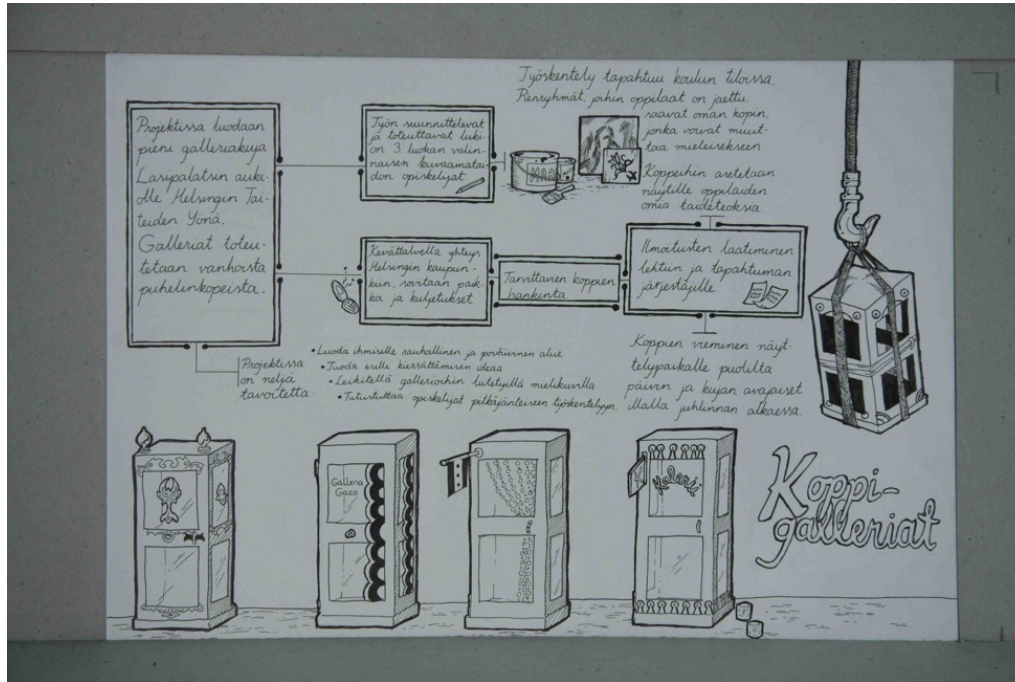 Projektissa luodaan
pieni galleriakuja
Lasipalatsin auki-
olle Helsingin Tai-
teiden Yönä.
Galleriat toteu-
tetaan vanhoista
puhelinkopeista.
Työn suunnittelevat
ja toteuttavat luki-
on 3. luokan valin-
naisen kuvaamatai-
don opiskelijat.
Työskentely tapahtuu koulun tiloissa.
Pienryhmät, joihin oppilaat on jaettu,
saavat oman kopin,
jonka voivat muut-
taa mieleisekseen.
Koppeihin asetetaan
näytille oppilaiden
omia taideteoksia.
MAA
Kevättalvella yhteys
Helsingin kaupun-
kiin, sovitaan paik-
ka ja kuljetukset
Tarvittavien koppien
hankinta.
Ilmoitusten laatiminen
lehtiin ja tapahtuman
järjestäjille.
Koppien vieminen näyt-
telypaikalle puolilta
päivin ja kujan avajaiset
illalla juhlinnan alkaessa.
Projektissa
on neljä
tavoitetta.
• Luoda ihmisille rauhallinen ja positiivinen alue
• Tuoda esille kierrättämisen ideaa
• Leikitellä gallerioihin liitetyillä mielikuvilla
• Tutustuttaa opiskelijat pitkäjänteiseen työskentelyyn.
Galleria
Gazo
Galerii
Koppi-
galleriat